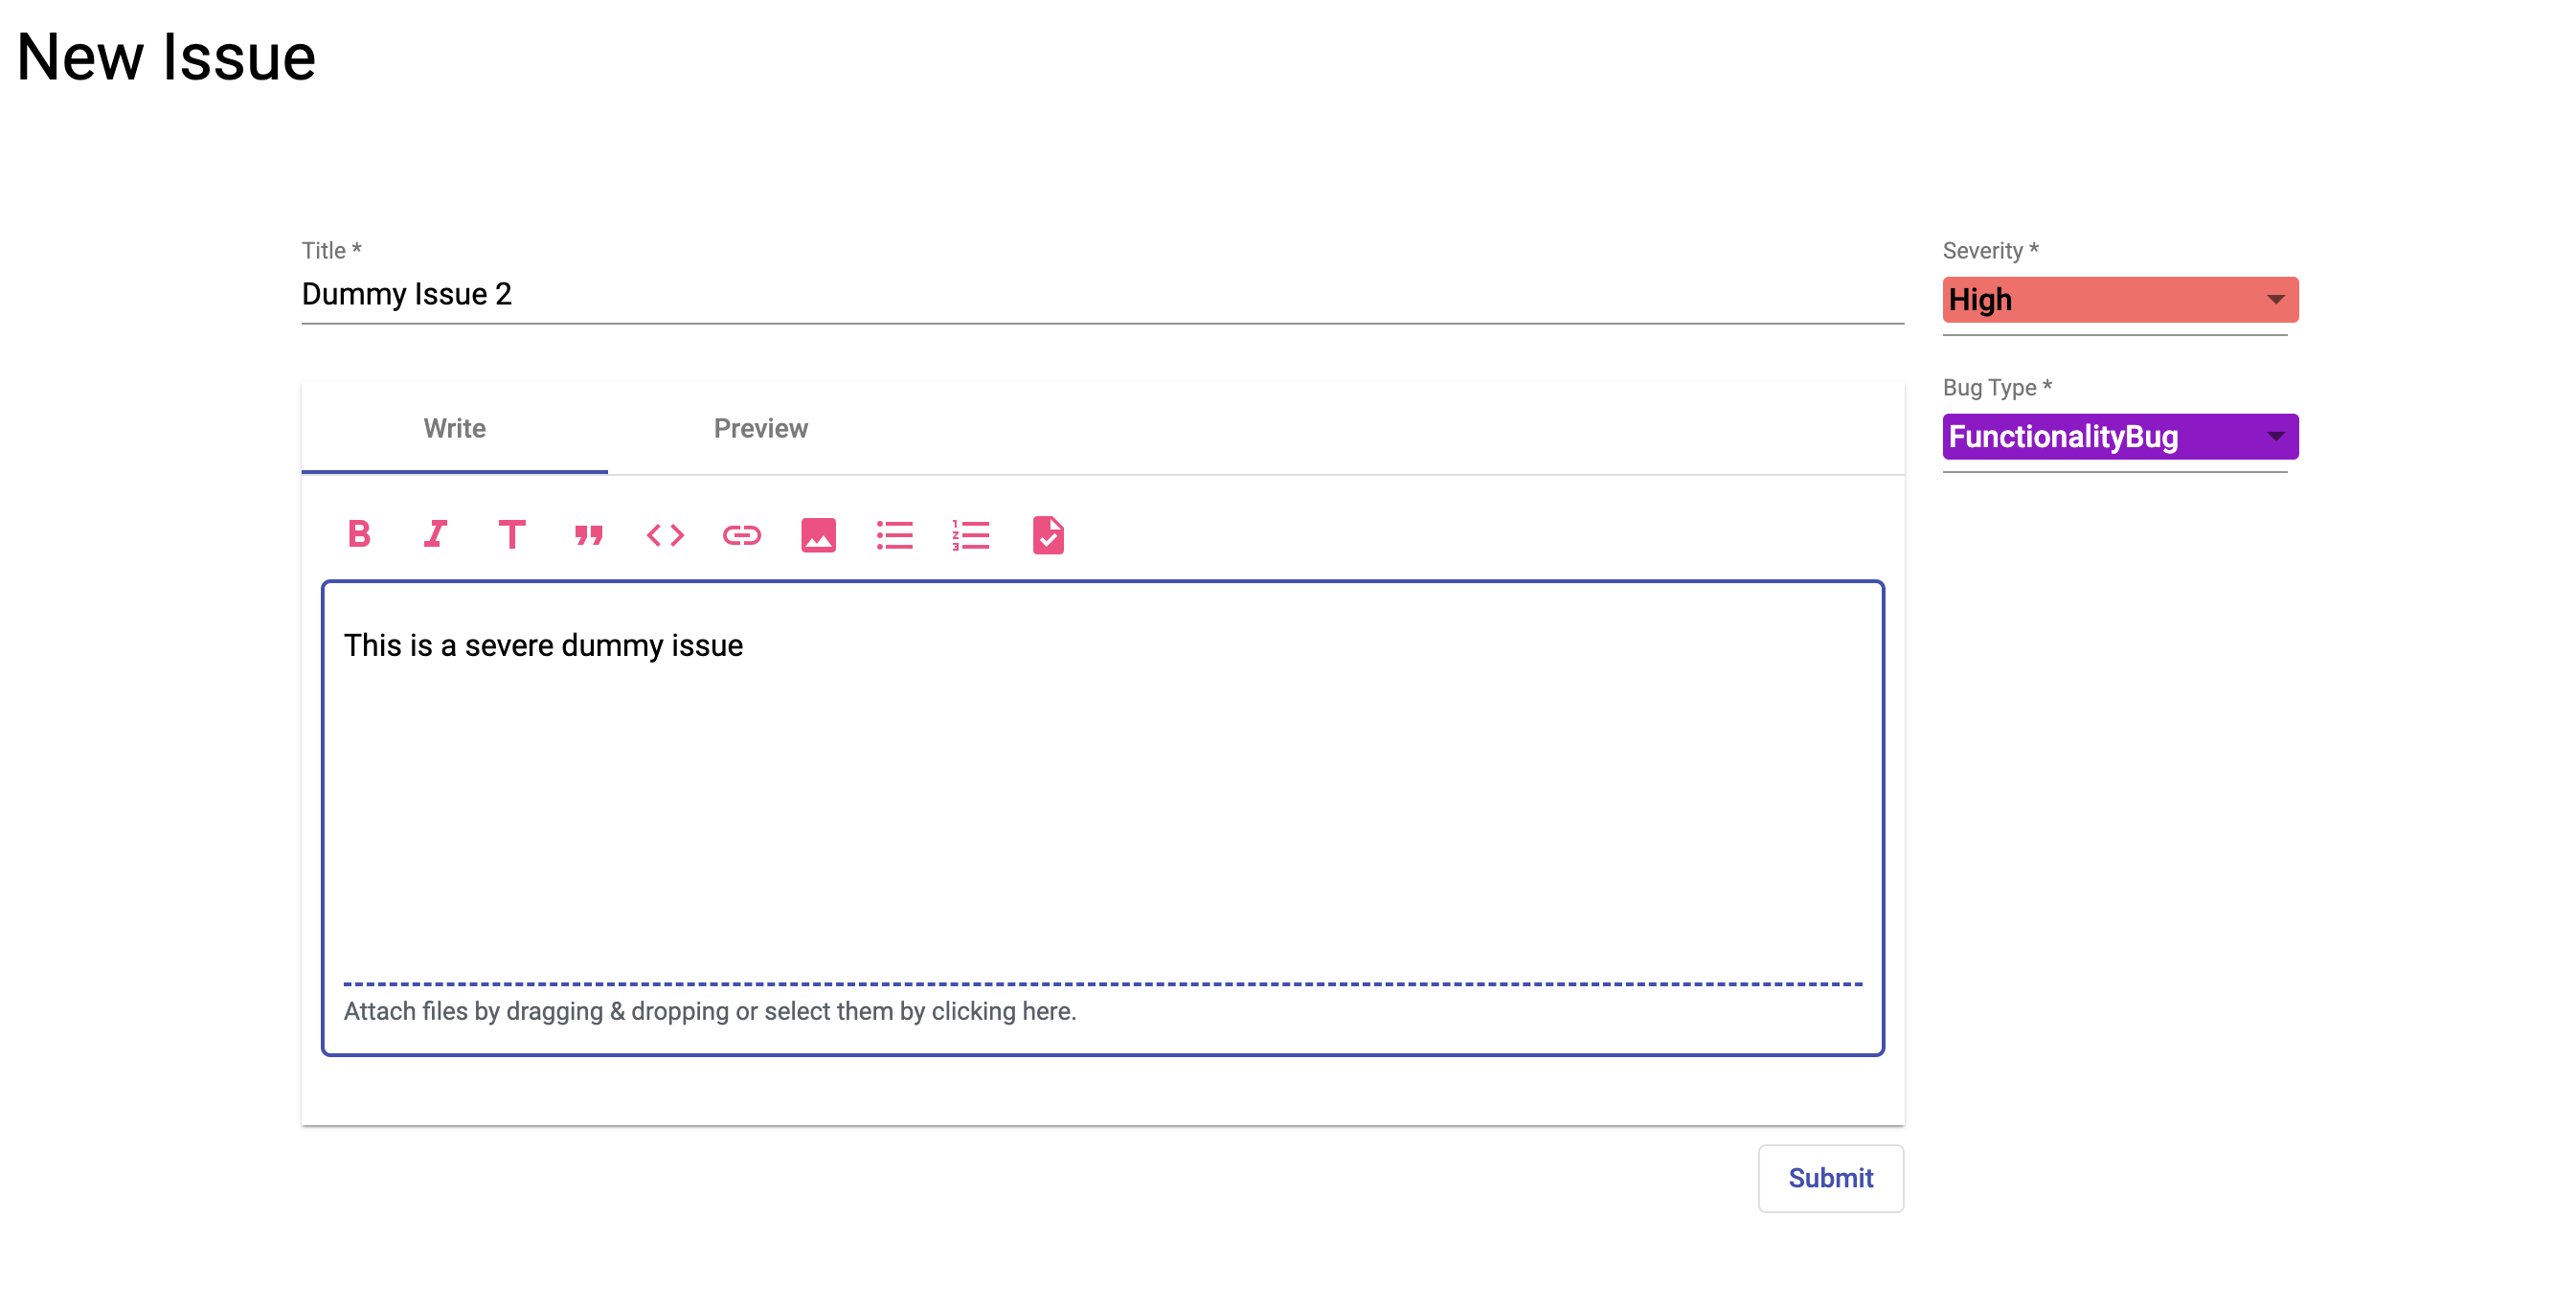 New Issue
Title *
Dummy Issue 2
Severity *
High
Bug Type *
FunctionalityBug
Write
Preview
This is a severe dummy issue
Attach files by dragging & dropping or select them by clicking here.
Submit